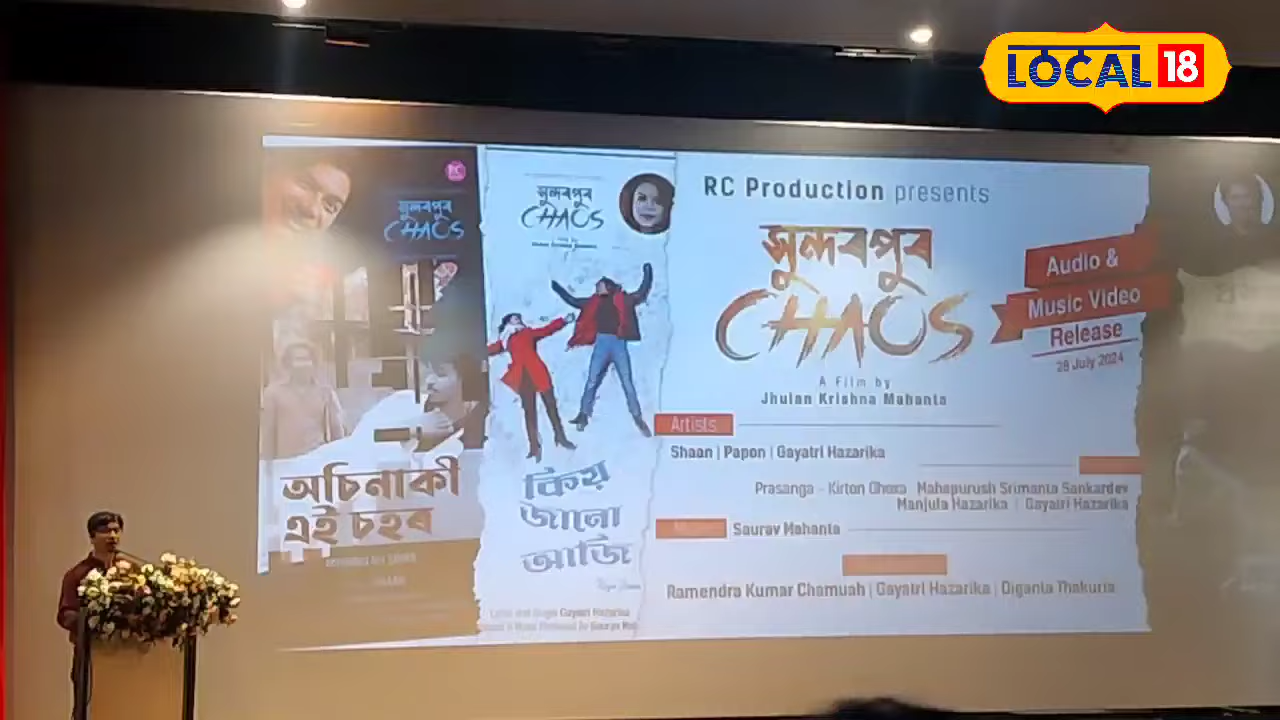 LOCAL 18
RC
সুন্দৰপুৰ
CHAOS
অচিনাকী
এই চহৰ
সুন্দৰপুৰ
CHAOS
কিয়
জানো
আজি
RC Production presents
সুন্দৰপুৰ
CHAOS
A Film by
Jhulan Krishna Mahanta
Audio &
Music Video
Release
28 July 2024
Artists
Shaan | Papon | Gayatri Hazarika
Prasanga - Kirton Ghoxa Mahapurush Srimanta Sankardev
Manjula Hazarika | Gayatri Hazarika
Saurav Mahanta
Ramendra Kumar Chamuah | Gayatri Hazarika | Diganta Thakuria